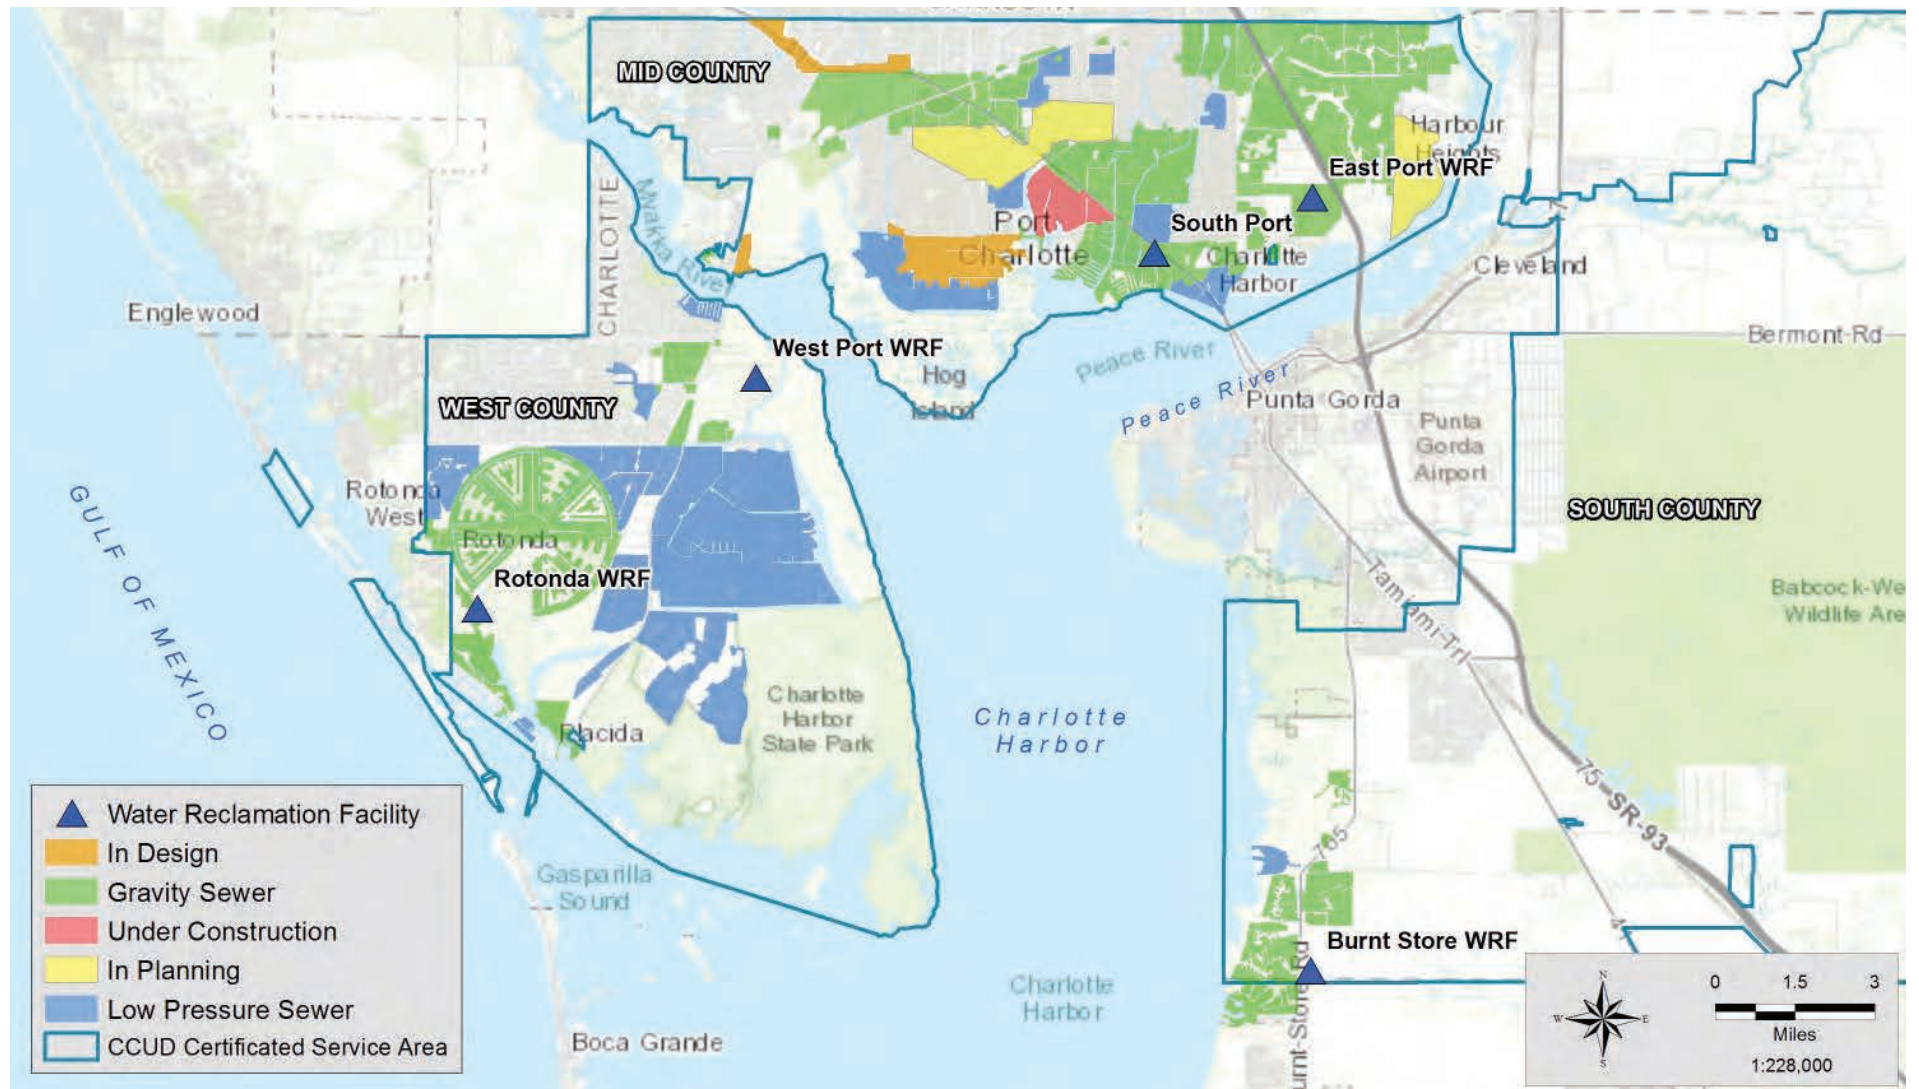 MID COUNTY
Harbour
Heights
East Port WRF
CHARLOTTE
Myakka River
Port
Charlotte
South Port
Charlotte
Harbor
Cleveland
Englewood
Bermont Rd
West Port WRF
Hog
Island
Peace River
Peace River
Punta Gorda
WEST COUNTY
Punta
Gorda
Airport
Rotonda
West
Rotonda
SOUTH COUNTY
GULF OF MEXICO
Rotonda WRF
Tamiami-Trl
Babcock-We
Wildlife Are
Charlotte
Harbor
State Park
Charlotte
Harbor
Placida
75-SR-93
765
Gasparilla
Sound
41
Burnt Store WRF
Charlotte
Harbor
Boca Grande
urnt-Store Rd
Water Reclamation Facility
In Design
Gravity Sewer
Under Construction
In Planning
Low Pressure Sewer
CCUD Certificated Service Area
N
W
E
S
0 1.5 3
Miles
1:228,000